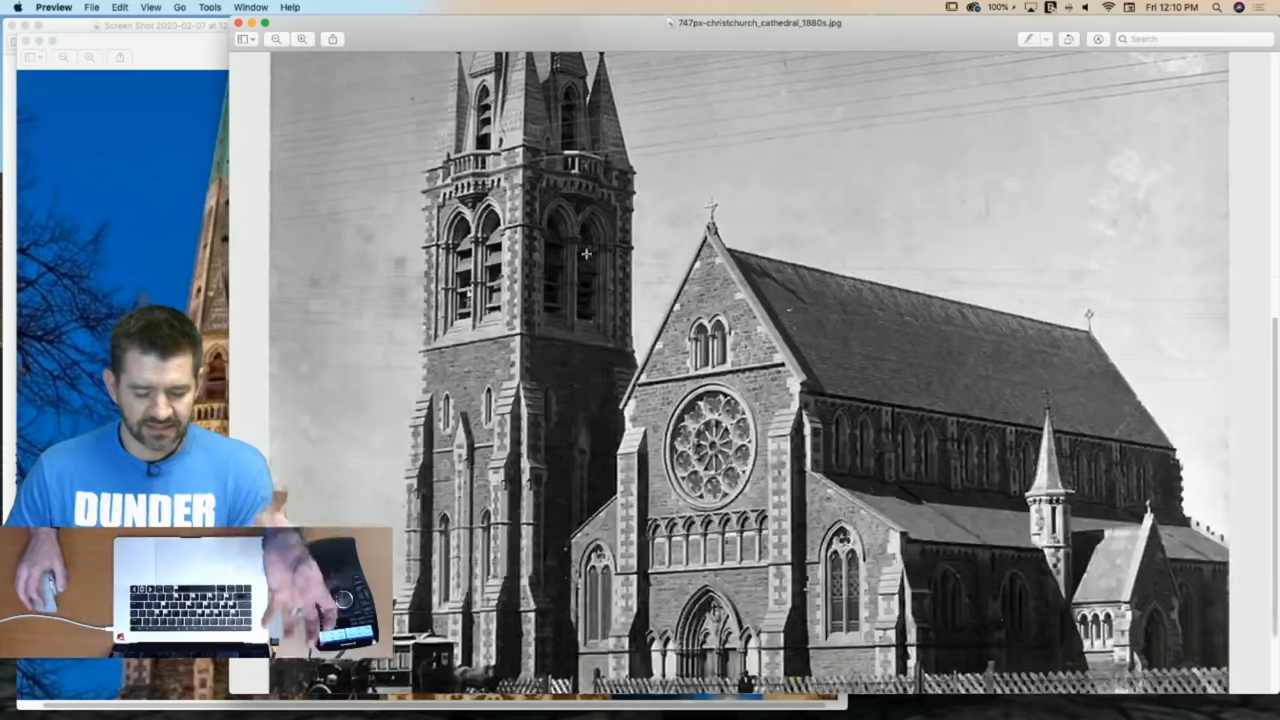 Preview File Edit View Go Tools Window Help
100% Fri 12:10 PM
Screen Shot 2020-02-07 at 12
747px-christchurch_cathedral_1880s.jpg
Search
DUNDER